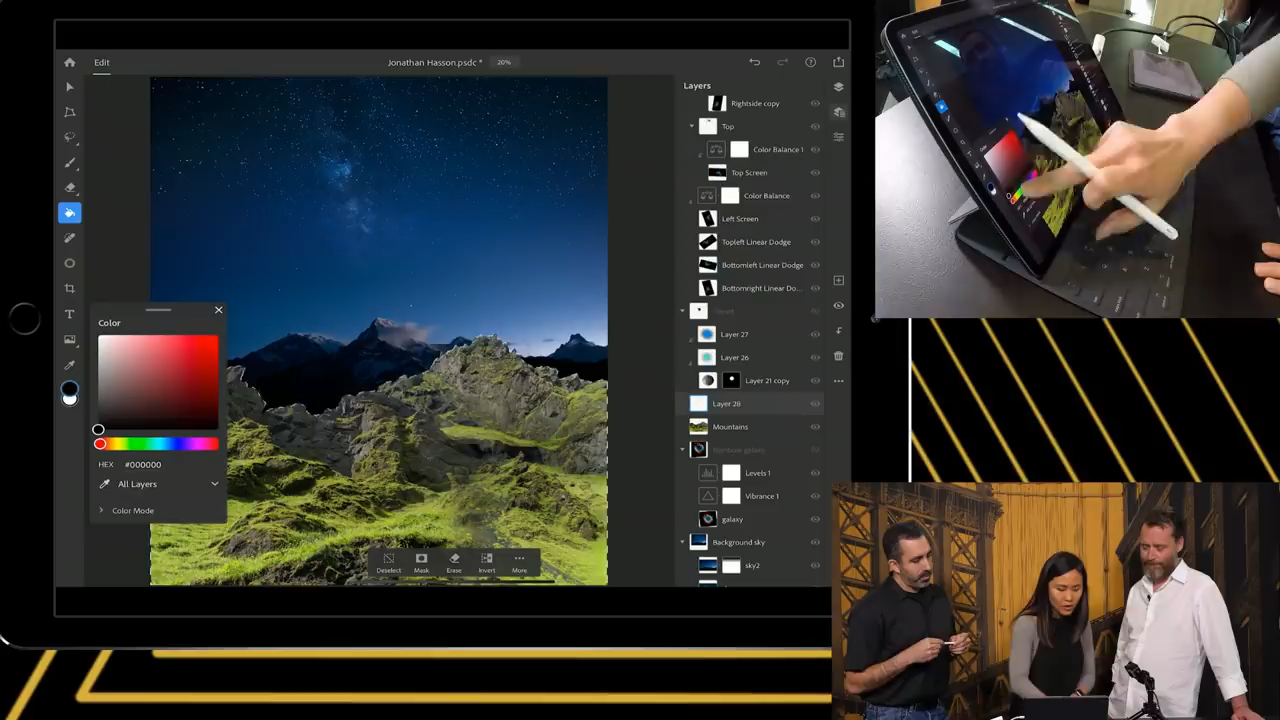 Edit
Jonathan Hasson.psdc *
20%
Layers
Rightside copy
Top
Color Balance 1
Top Screen
Color Balance
Left Screen
Topleft Linear Dodge
Bottomleft Linear Dodge
Bottomright Linear Do...
Layer 27
Layer 26
Layer 21 copy
Layer 28
Mountains
Rainbow galaxy
Levels 1
Vibrance 1
galaxy
Background sky
sky2
Color
HEX #000000
All Layers
Color Mode
Deselect
Mask
Erase
Invert
More